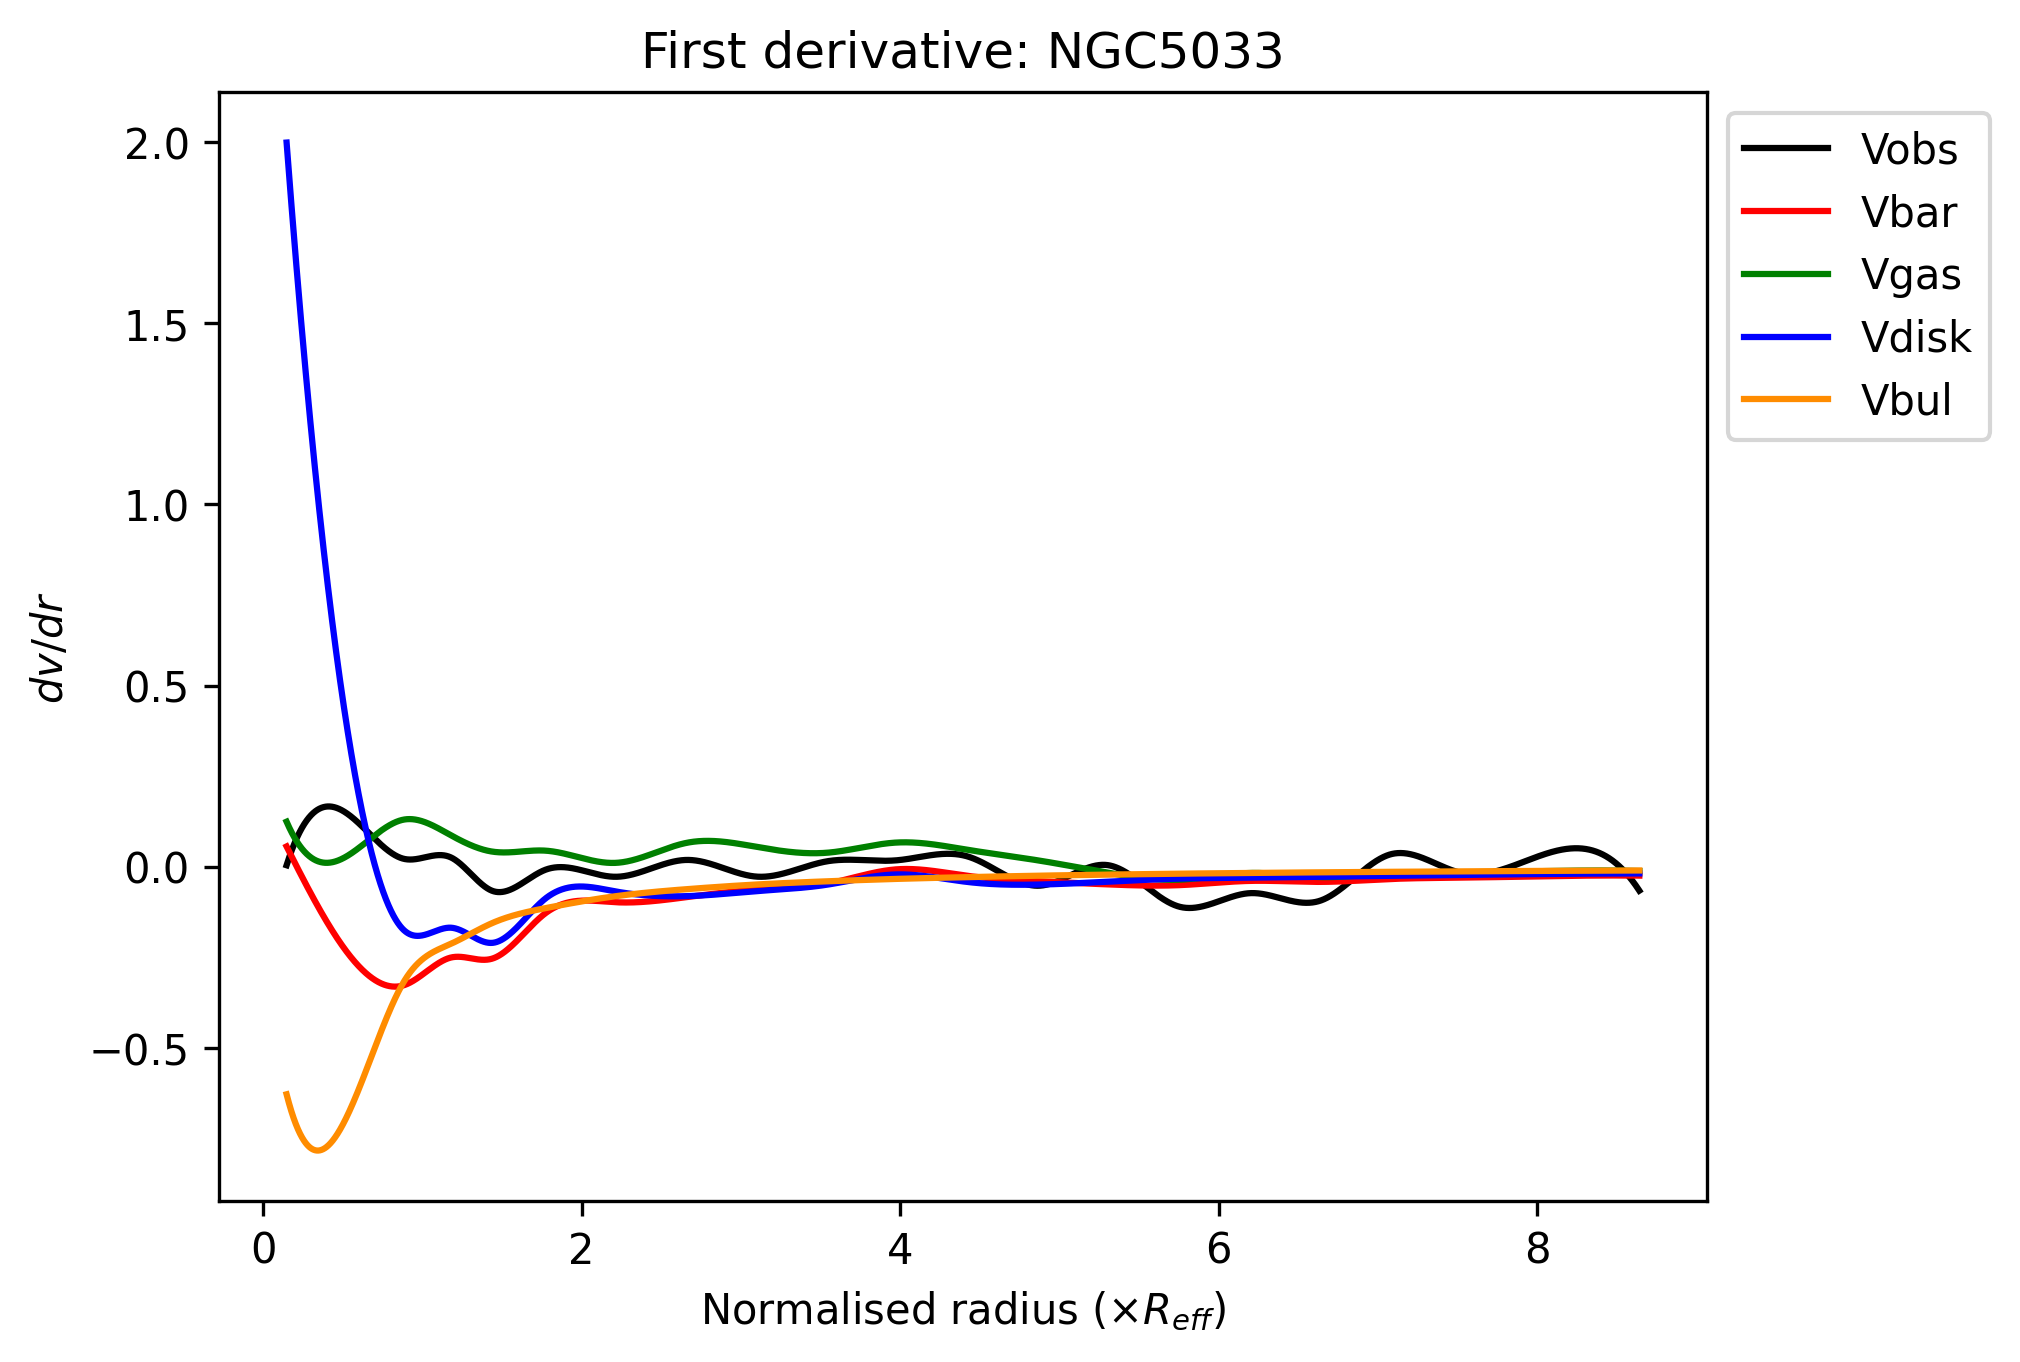 First derivative: NGC5033
Vobs
Vbar
Vgas
Vdisk
Vbul
2.0
1.5
1.0
0.5
0.0
−0.5
dv/dr
0 2 4 6 8
Normalised radius (×R_eff)